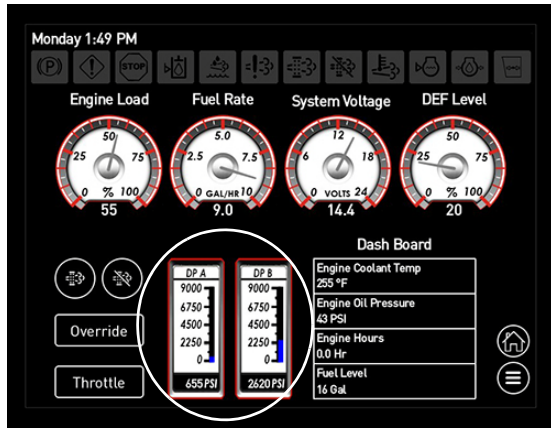 Monday 1:49 PM
(P) STOP
Engine Load Fuel Rate System Voltage DEF Level
50 5.0 12 50
25 75 2.5 7.5 6 18 25 75
0 % 100 0 GAL/HR 10 0 VOLTS 24 0 % 100
55 9.0 14.4 20
Dash Board
DP A DP B
9000 9000
6750 6750
4500 4500
2250 2250
0 0
655 PSI 2620 PSI
Engine Coolant Temp
255 °F
Engine Oil Pressure
43 PSI
Engine Hours
0.0 Hr
Fuel Level
16 Gal
Override
Throttle